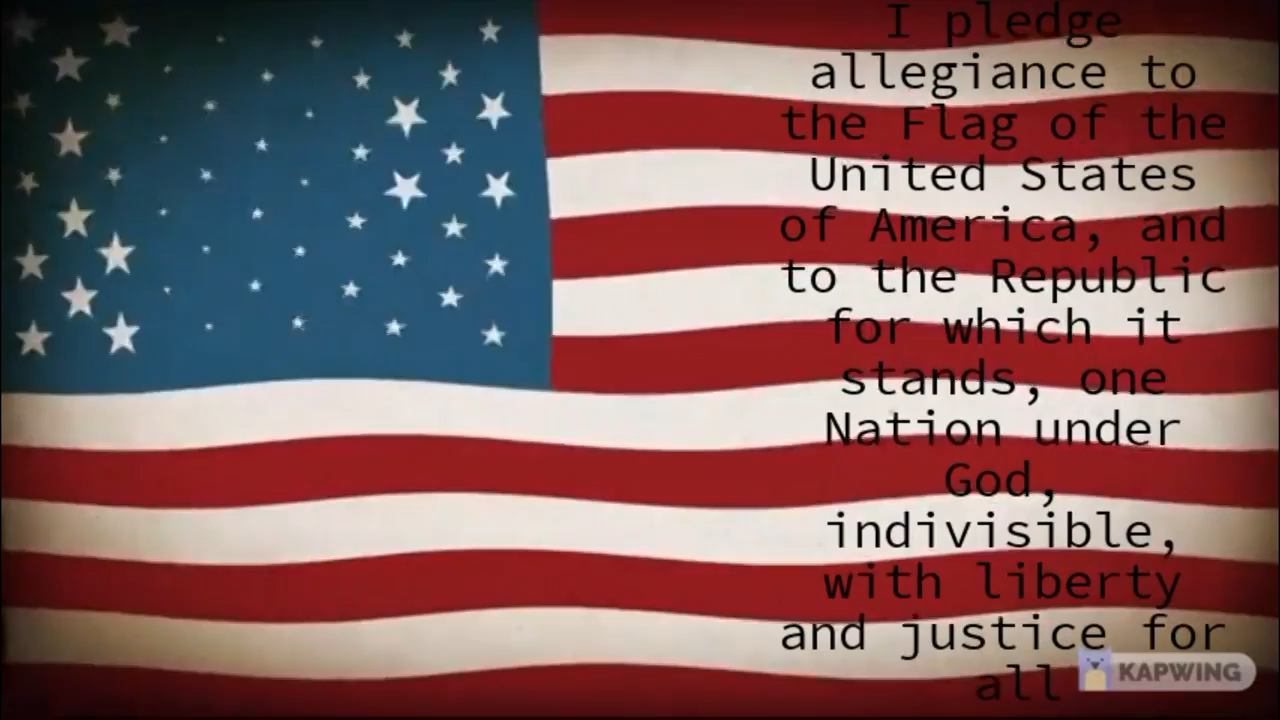 I pledge
allegiance to
the Flag of the
United States
of America, and
to the Republic
for which it
stands, one
Nation under
God,
indivisible,
with liberty
and justice for
all
KAPWING